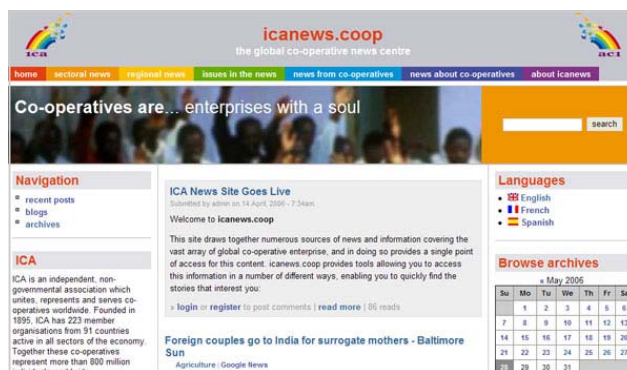 icanews.coop
the global co-operative news centre
ica
aci
home sectoral news regional news issues in the news news from co-operatives news about co-operatives about icanews
Co-operatives are... enterprises with a soul
search
Navigation
recent posts
blogs
archives
ICA
ICA is an independent, non-
governmental association which
unites, represents and serves co-
operatives worldwide. Founded in
1895, ICA has 223 member
organisations from 91 countries
active in all sectors of the economy.
Together these co-operatives
represent more than 800 million
ICA News Site Goes Live
Submitted by admin on 14 April, 2006 - 7:34am.
Welcome to icanews.coop
This site draws together numerous sources of news and information covering the
vast array of global co-operative enterprise, and in doing so provides a single point
of access for this content. icanews.coop provides tools allowing you to access
this information in a number of different ways, enabling you to quickly find the
stories that interest you:
» login or register to post comments | read more | 86 reads
Foreign couples go to India for surrogate mothers - Baltimore
Sun
Agriculture | Google News
Languages
English
French
Spanish
Browse archives
« May 2006
Su Mo Tu We Th Fr Sa
1 2 3 4 5 6
7 8 9 10 11 12 13
14 15 16 17 18 19 20
21 22 23 24 25 26 27
28 29 30 31